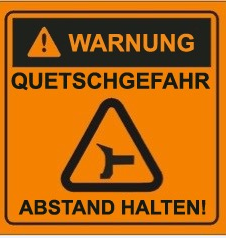 WARNUNG
QUETSCHGEFAHR
ABSTAND HALTEN!